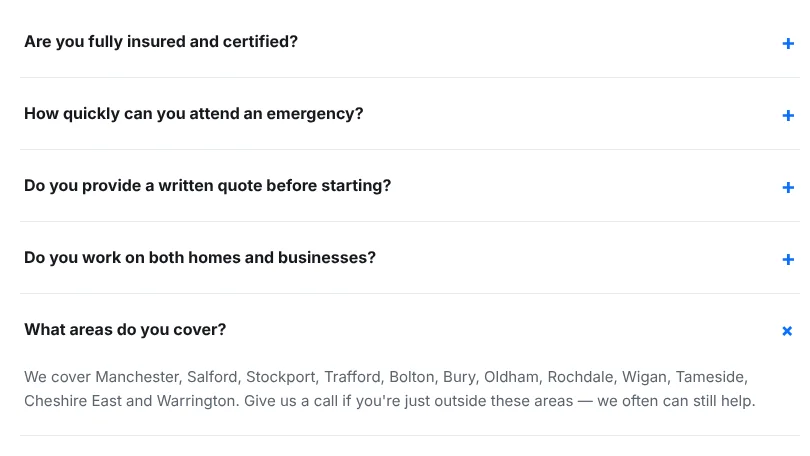 Are you fully insured and certified?
How quickly can you attend an emergency?
Do you provide a written quote before starting?
Do you work on both homes and businesses?
What areas do you cover?
We cover Manchester, Salford, Stockport, Trafford, Bolton, Bury, Oldham, Rochdale, Wigan, Tameside,
Cheshire East and Warrington. Give us a call if you're just outside these areas — we often can still help.